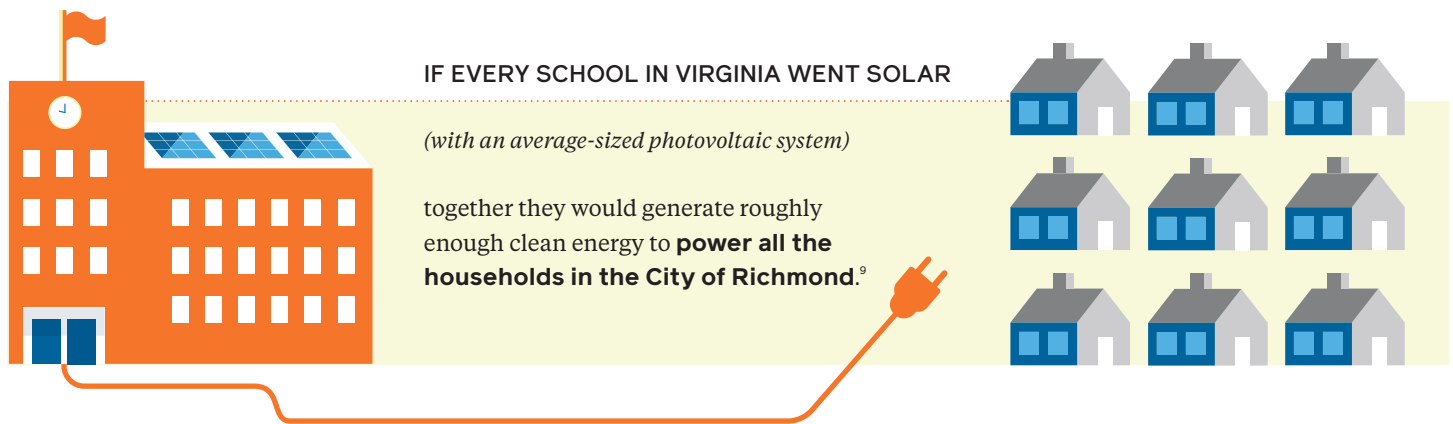 IF EVERY SCHOOL IN VIRGINIA WENT SOLAR
(with an average-sized photovoltaic system)
together they would generate roughly
enough clean energy to power all the
households in the City of Richmond.⁹